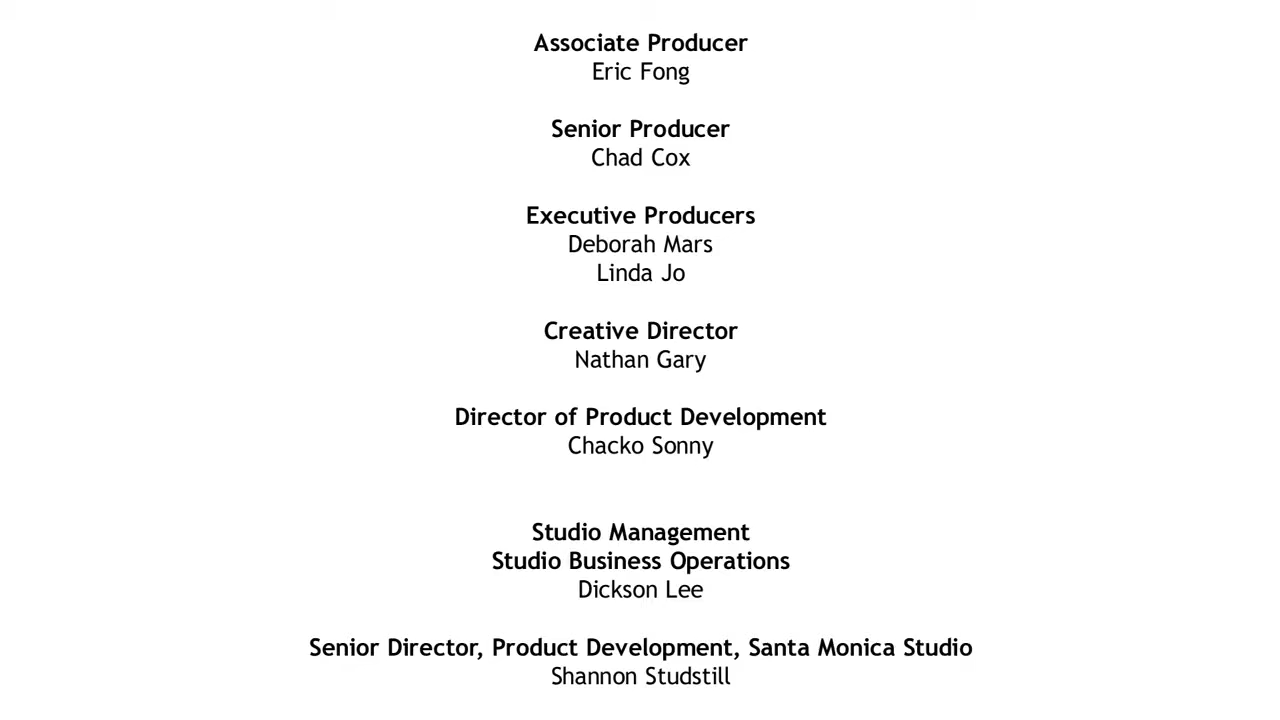 Associate Producer
Eric Fong
Senior Producer
Chad Cox
Executive Producers
Deborah Mars
Linda Jo
Creative Director
Nathan Gary
Director of Product Development
Chacko Sonny
Studio Management
Studio Business Operations
Dickson Lee
Senior Director, Product Development, Santa Monica Studio
Shannon Studstill